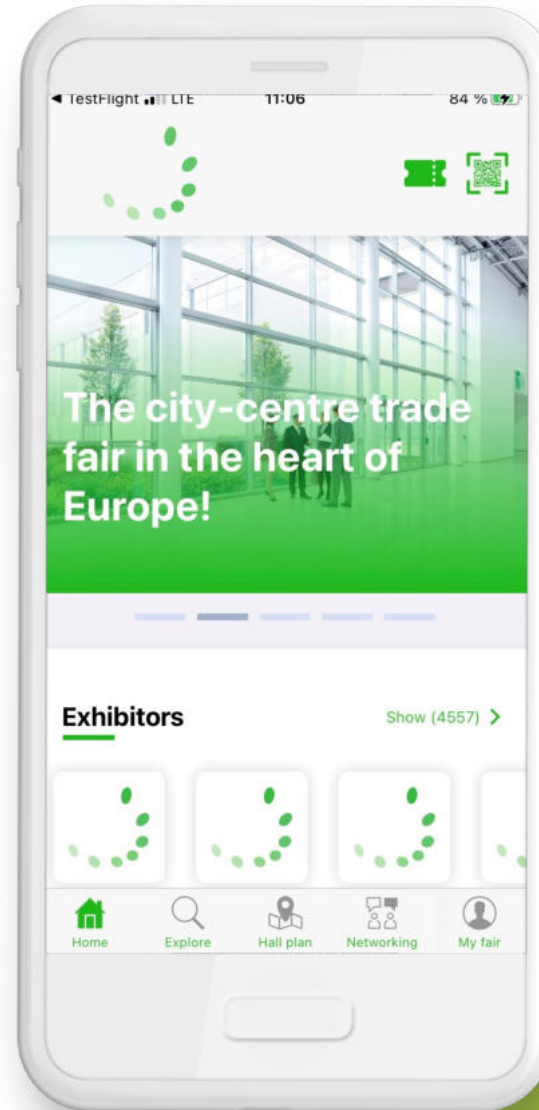 ◀ TestFlight LTE 11:06 84 %
The city-centre trade
fair in the heart of
Europe!
Exhibitors Show (4557) >
Home Explore Hall plan Networking My fair